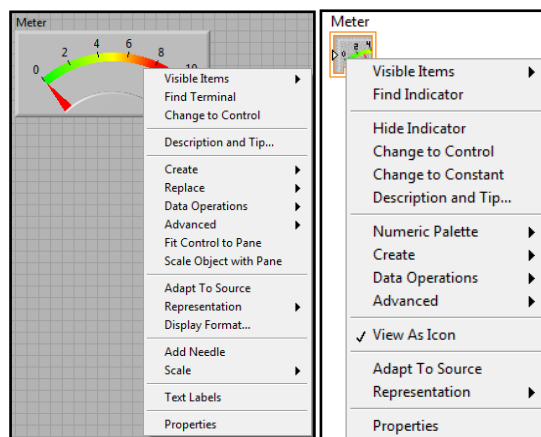 Meter
0 2 4 6 8 10
Visible Items
Find Terminal
Change to Control
Description and Tip...
Create
Replace
Data Operations
Advanced
Fit Control to Pane
Scale Object with Pane
Adapt To Source
Representation
Display Format...
Add Needle
Scale
Text Labels
Properties
Meter
0 2 4
Visible Items
Find Indicator
Hide Indicator
Change to Control
Change to Constant
Description and Tip...
Numeric Palette
Create
Data Operations
Advanced
View As Icon
Adapt To Source
Representation
Properties